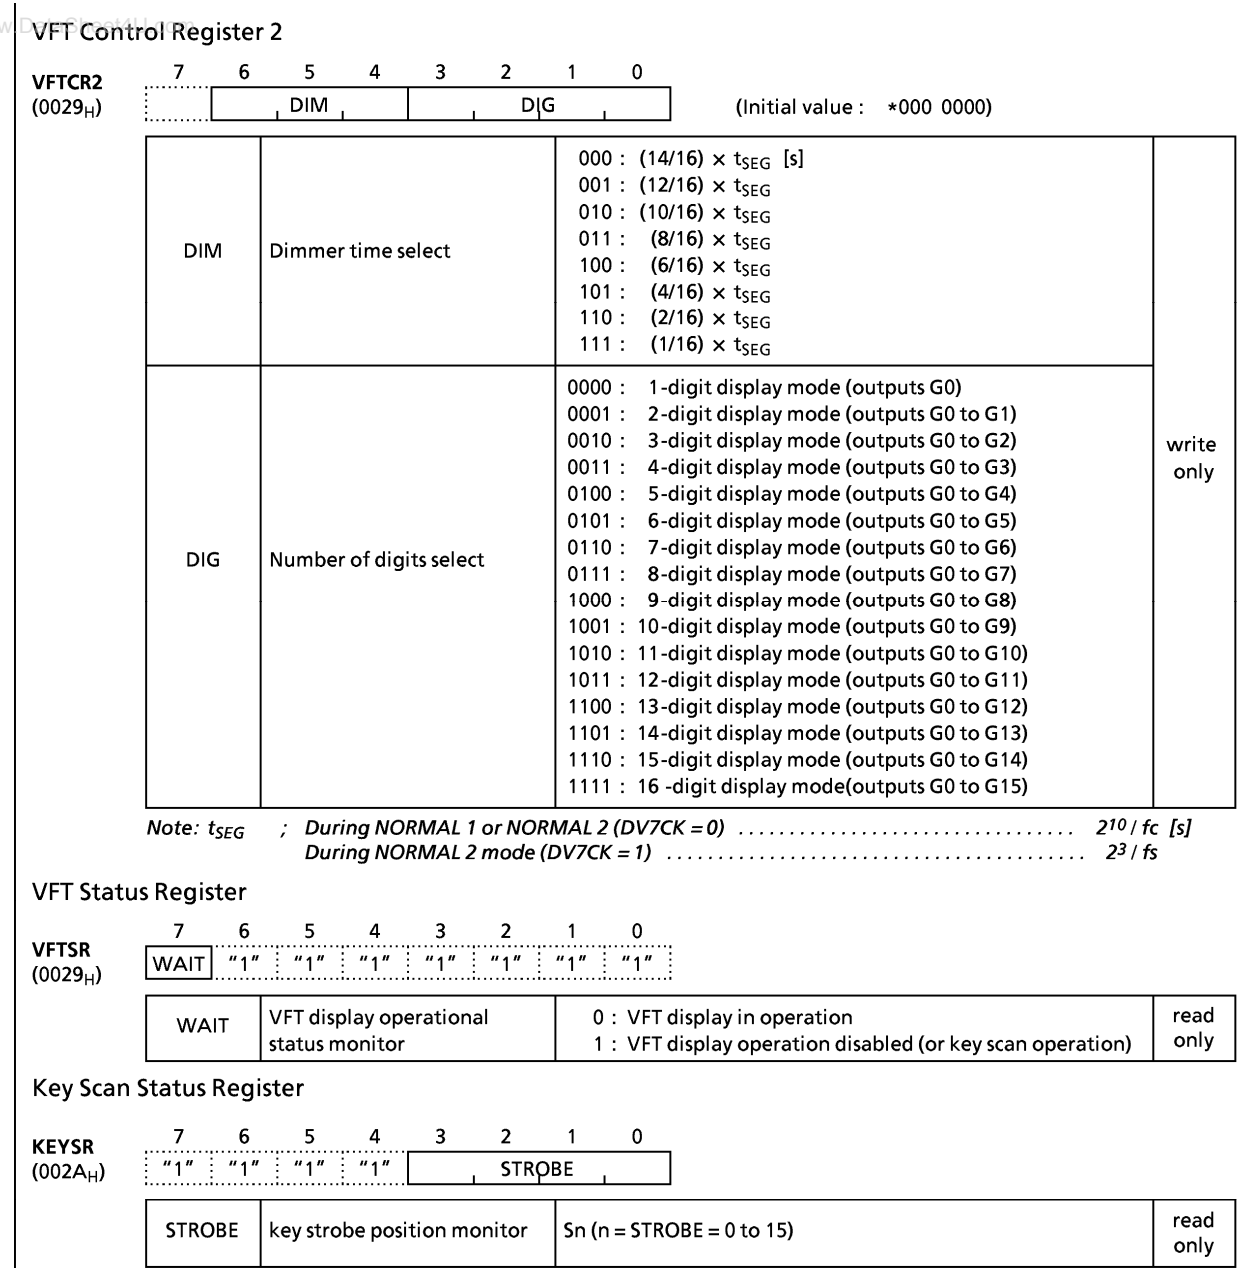 w.DataSheet4U.com
VFT Control Register 2
7 6 5 4 3 2 1 0
VFTCR2
(0029H)
DIM DIG
(Initial value : *000 0000)
DIM Dimmer time select
000 : (14/16) × tSEG [s]
001 : (12/16) × tSEG
010 : (10/16) × tSEG
011 : (8/16) × tSEG
100 : (6/16) × tSEG
101 : (4/16) × tSEG
110 : (2/16) × tSEG
111 : (1/16) × tSEG
DIG Number of digits select
0000 : 1-digit display mode (outputs G0)
0001 : 2-digit display mode (outputs G0 to G1)
0010 : 3-digit display mode (outputs G0 to G2)
0011 : 4-digit display mode (outputs G0 to G3)
0100 : 5-digit display mode (outputs G0 to G4)
0101 : 6-digit display mode (outputs G0 to G5)
0110 : 7-digit display mode (outputs G0 to G6)
0111 : 8-digit display mode (outputs G0 to G7)
1000 : 9-digit display mode (outputs G0 to G8)
1001 : 10-digit display mode (outputs G0 to G9)
1010 : 11-digit display mode (outputs G0 to G10)
1011 : 12-digit display mode (outputs G0 to G11)
1100 : 13-digit display mode (outputs G0 to G12)
1101 : 14-digit display mode (outputs G0 to G13)
1110 : 15-digit display mode (outputs G0 to G14)
1111 : 16 -digit display mode(outputs G0 to G15)
write
only
Note: tSEG ; During NORMAL 1 or NORMAL 2 (DV7CK = 0) ................................. 2^10 / fc [s]
During NORMAL 2 mode (DV7CK = 1) ......................................... 2^3 / fs
VFT Status Register
7 6 5 4 3 2 1 0
VFTSR
(0029H)
WAIT "1" "1" "1" "1" "1" "1" "1"
WAIT
VFT display operational
status monitor
0 : VFT display in operation
1 : VFT display operation disabled (or key scan operation)
read
only
Key Scan Status Register
7 6 5 4 3 2 1 0
KEYSR
(002AH)
"1" "1" "1" "1" STROBE
STROBE key strobe position monitor Sn (n = STROBE = 0 to 15)
read
only